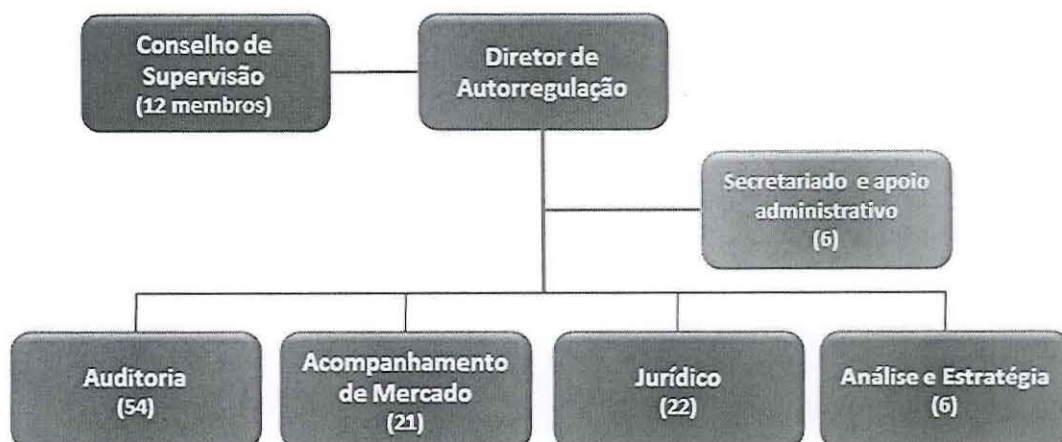 Conselho de
Supervisão
(12 membros)
Diretor de
Autorregulação
Secretariado e apoio
administrativo
(6)
Auditoria
(54)
Acompanhamento
de Mercado
(21)
Jurídico
(22)
Análise e Estratégia
(6)